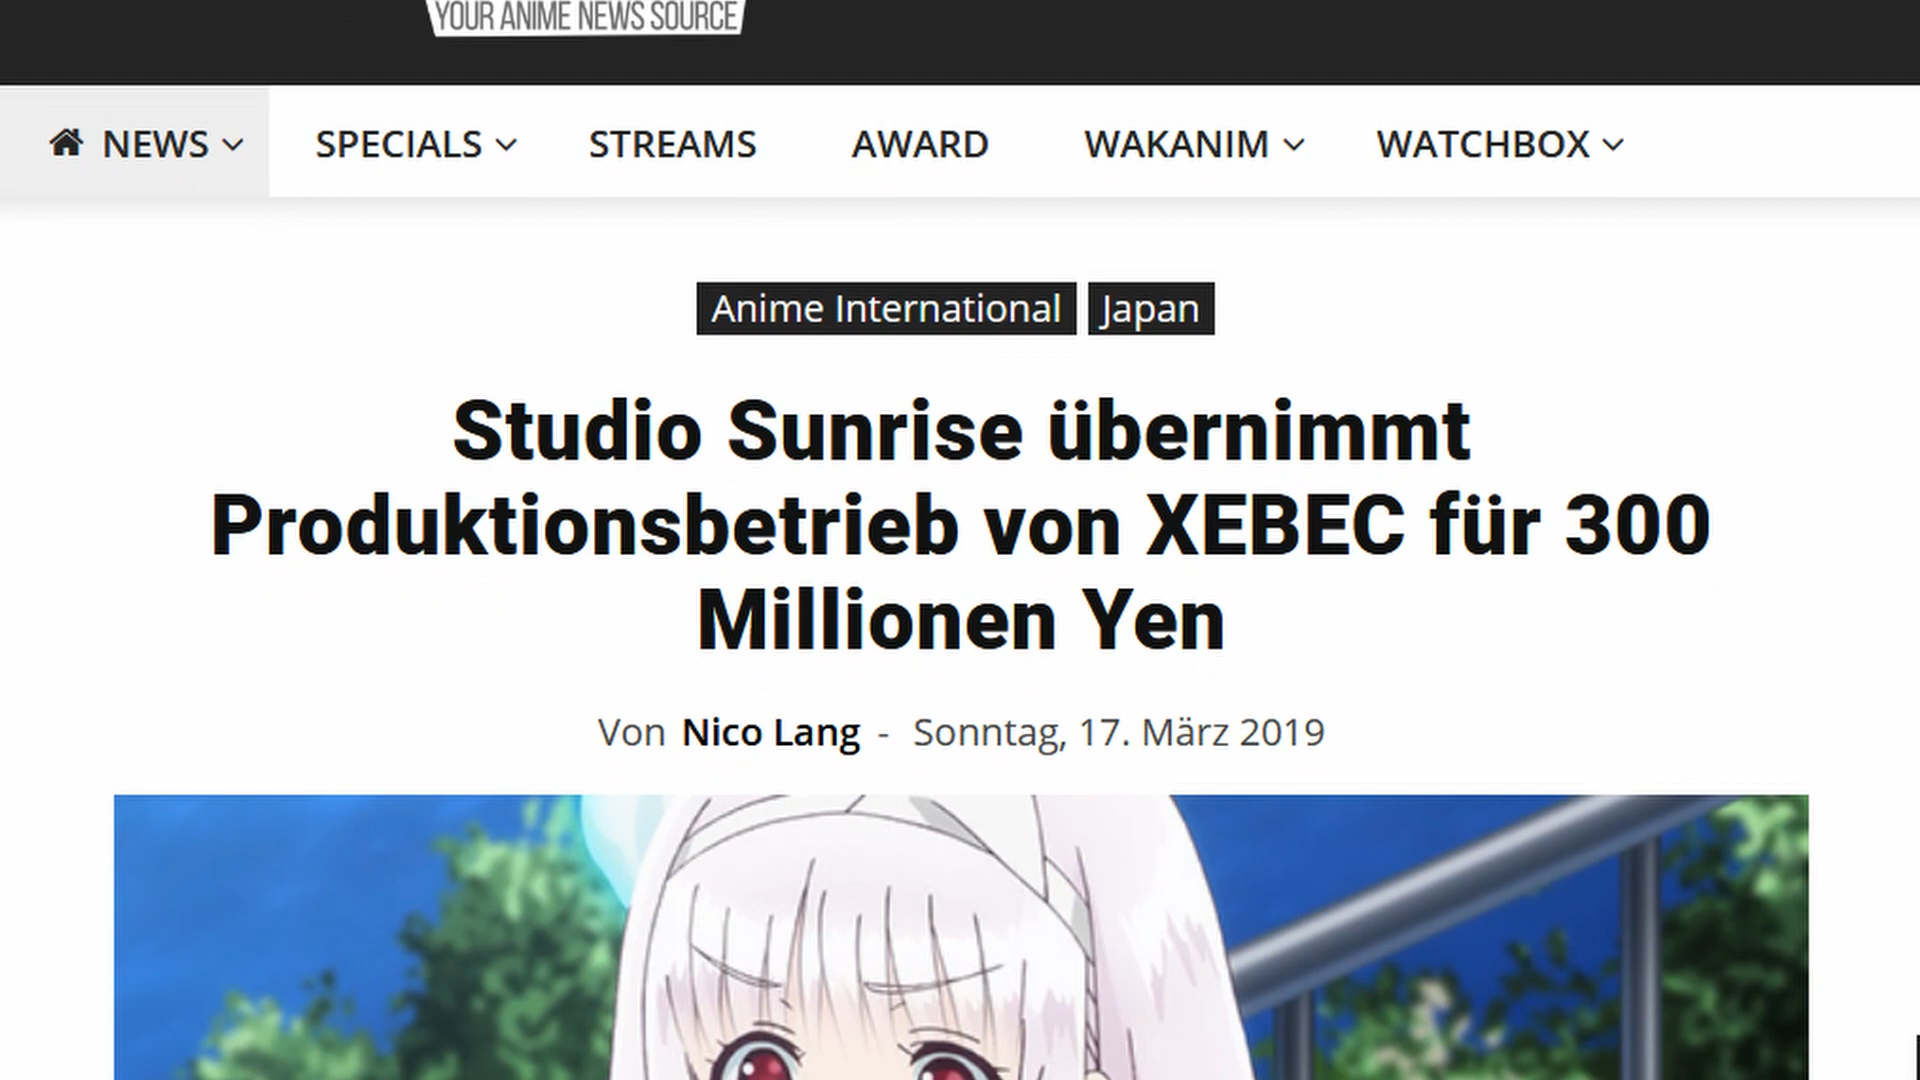 YOUR ANIME NEWS SOURCE
NEWS SPECIALS STREAMS AWARD WAKANIM WATCHBOX
Anime International Japan
Studio Sunrise übernimmt
Produktionsbetrieb von XEBEC für 300
Millionen Yen
Von Nico Lang - Sonntag, 17. März 2019